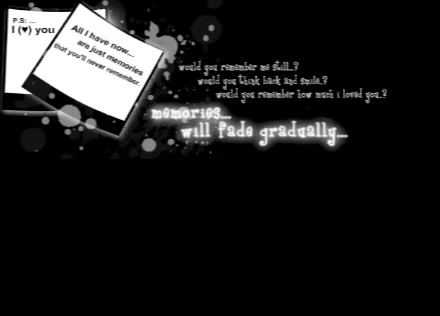 P.S: ...
I (♥) you
All I have now...
are just memories
that you'll never remember.
would you remember me still..?
would you think back and smile.?
would you remember how much i loved you..?
memories...
will fade gradually...